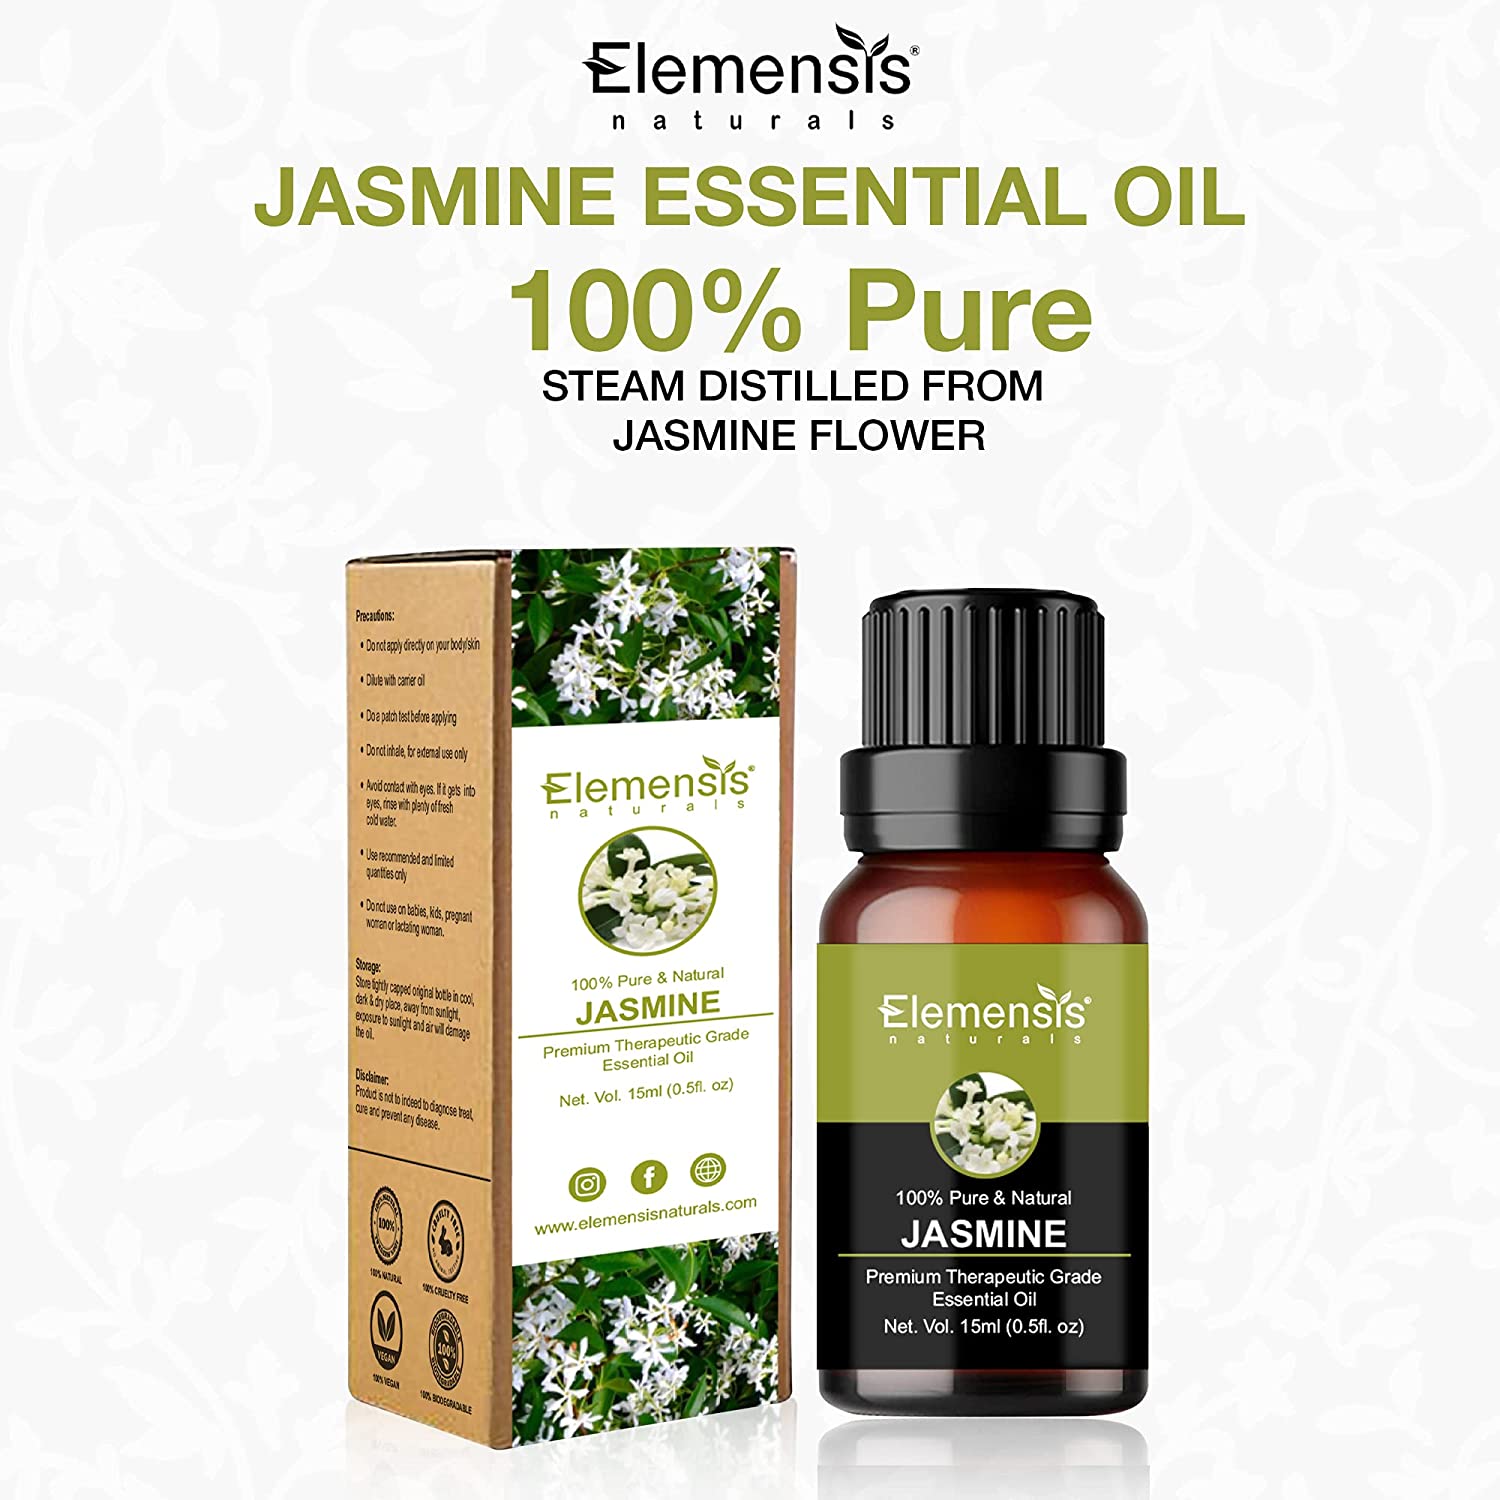 Elemensis®
naturals
JASMINE ESSENTIAL OIL
100% Pure
STEAM DISTILLED FROM
JASMINE FLOWER
Precautions:
• Do not apply directly on your body/skin
• Dilute with carrier oil
• Do a patch test before applying
• Do not inhale, for external use only
• Avoid contact with eyes. If it gets into
eyes, rinse with plenty of fresh
cold water.
• Use recommended and limited
quantities only
• Do not use on babies, kids, pregnant
woman or lactating woman.
Storage:
Store tightly capped original bottle in cool,
dark & dry place, away from sunlight,
exposure to sunlight and air will damage
the oil.
Disclaimer:
Product is not to indeed to diagnose treat,
cure and prevent any disease.
100%
100% NATURAL
CRUELTY FREE
100% CRUELTY FREE
VEGAN
100% VEGAN
BIODEGRADABLE
100%
BIODEGRADABLE
100% BIODEGRADABLE
Elemensis®
naturals
100% Pure & Natural
JASMINE
Premium Therapeutic Grade
Essential Oil
Net. Vol. 15ml (0.5fl. oz)
www.elemensisnaturals.com
Elemensis®
naturals
100% Pure & Natural
JASMINE
Premium Therapeutic Grade
Essential Oil
Net. Vol. 15ml (0.5fl. oz)